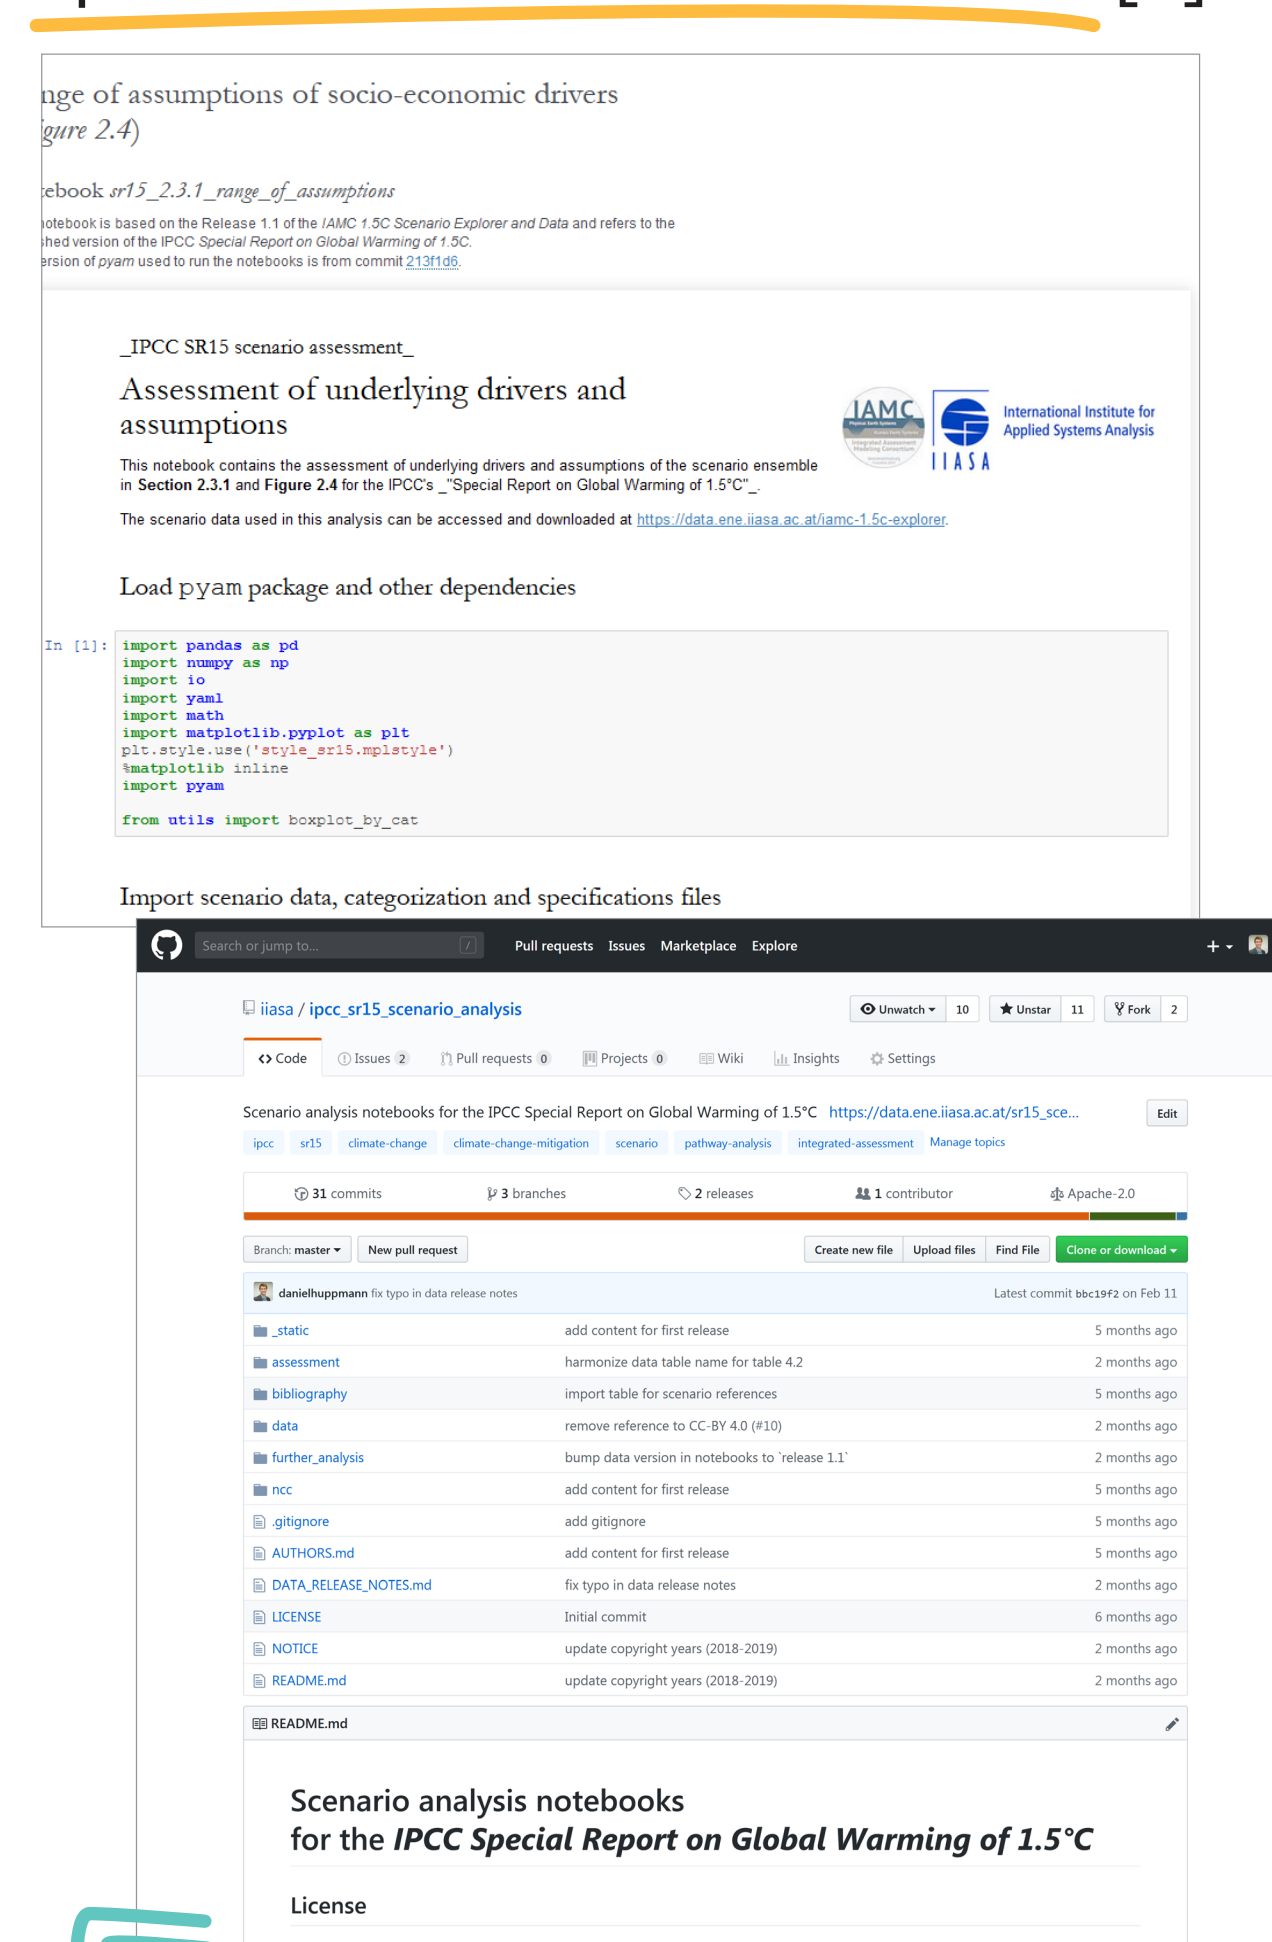 nge of assumptions of socio-economic drivers
gure 2.4)
tebook sr15_2.3.1_range_of_assumptions
notebook is based on the Release 1.1 of the IAMC 1.5C Scenario Explorer and Data and refers to the
shed version of the IPCC Special Report on Global Warming of 1.5C.
ersion of pyam used to run the notebooks is from commit 213f1d6.
_IPCC SR15 scenario assessment_
Assessment of underlying drivers and
assumptions
IAMC
IIASA
International Institute for
Applied Systems Analysis
This notebook contains the assessment of underlying drivers and assumptions of the scenario ensemble
in Section 2.3.1 and Figure 2.4 for the IPCC's _"Special Report on Global Warming of 1.5°C"_.
The scenario data used in this analysis can be accessed and downloaded at https://data.ene.iiasa.ac.at/iamc-1.5c-explorer.
Load pyam package and other dependencies
In [1]: import pandas as pd
import numpy as np
import io
import yaml
import math
import matplotlib.pyplot as plt
plt.style.use('style_sr15.mplstyle')
%matplotlib inline
import pyam
from utils import boxplot_by_cat
Import scenario data, categorization and specifications files
Search or jump to... / Pull requests Issues Marketplace Explore
iiasa / ipcc_sr15_scenario_analysis Unwatch 10 Unstar 11 Fork 2
Code Issues 2 Pull requests 0 Projects 0 Wiki Insights Settings
Scenario analysis notebooks for the IPCC Special Report on Global Warming of 1.5°C https://data.ene.iiasa.ac.at/sr15_sce... Edit
ipcc sr15 climate-change climate-change-mitigation scenario pathway-analysis integrated-assessment Manage topics
31 commits 3 branches 2 releases 1 contributor Apache-2.0
Branch: master New pull request Create new file Upload files Find File Clone or download
danielhuppmann fix typo in data release notes Latest commit bbc19f2 on Feb 11
_static add content for first release 5 months ago
assessment harmonize data table name for table 4.2 2 months ago
bibliography import table for scenario references 5 months ago
data remove reference to CC-BY 4.0 (#10) 2 months ago
further_analysis bump data version in notebooks to `release 1.1` 2 months ago
ncc add content for first release 5 months ago
.gitignore add gitignore 5 months ago
AUTHORS.md add content for first release 5 months ago
DATA_RELEASE_NOTES.md fix typo in data release notes 2 months ago
LICENSE Initial commit 6 months ago
NOTICE update copyright years (2018-2019) 2 months ago
README.md update copyright years (2018-2019) 2 months ago
README.md
Scenario analysis notebooks
for the IPCC Special Report on Global Warming of 1.5°C
License